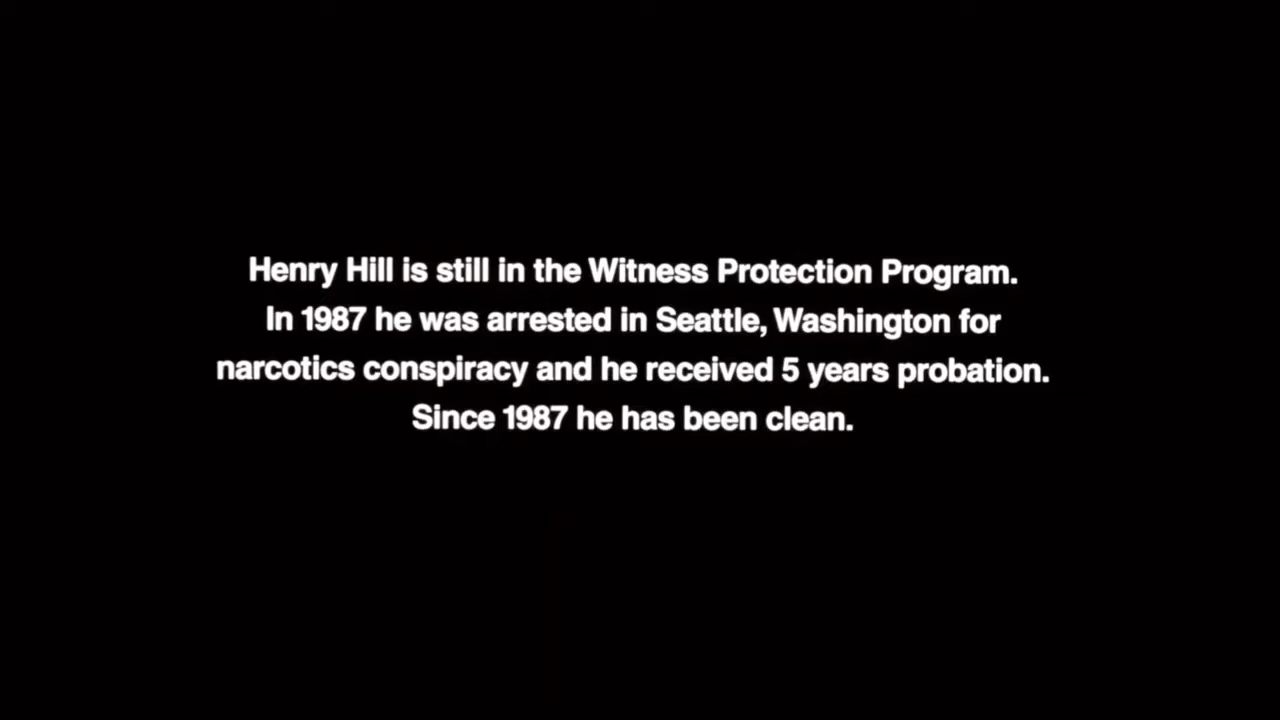 Henry Hill is still in the Witness Protection Program.
In 1987 he was arrested in Seattle, Washington for
narcotics conspiracy and he received 5 years probation.
Since 1987 he has been clean.